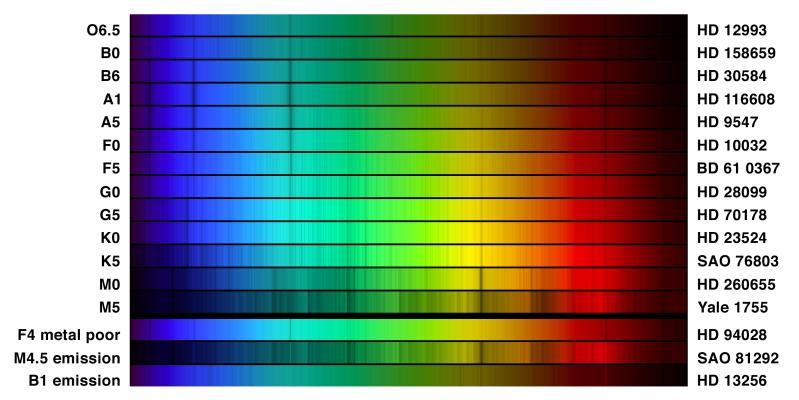 O6.5 HD 12993
B0 HD 158659
B6 HD 30584
A1 HD 116608
A5 HD 9547
F0 HD 10032
F5 BD 61 0367
G0 HD 28099
G5 HD 70178
K0 HD 23524
K5 SAO 76803
M0 HD 260655
M5 Yale 1755
F4 metal poor HD 94028
M4.5 emission SAO 81292
B1 emission HD 13256